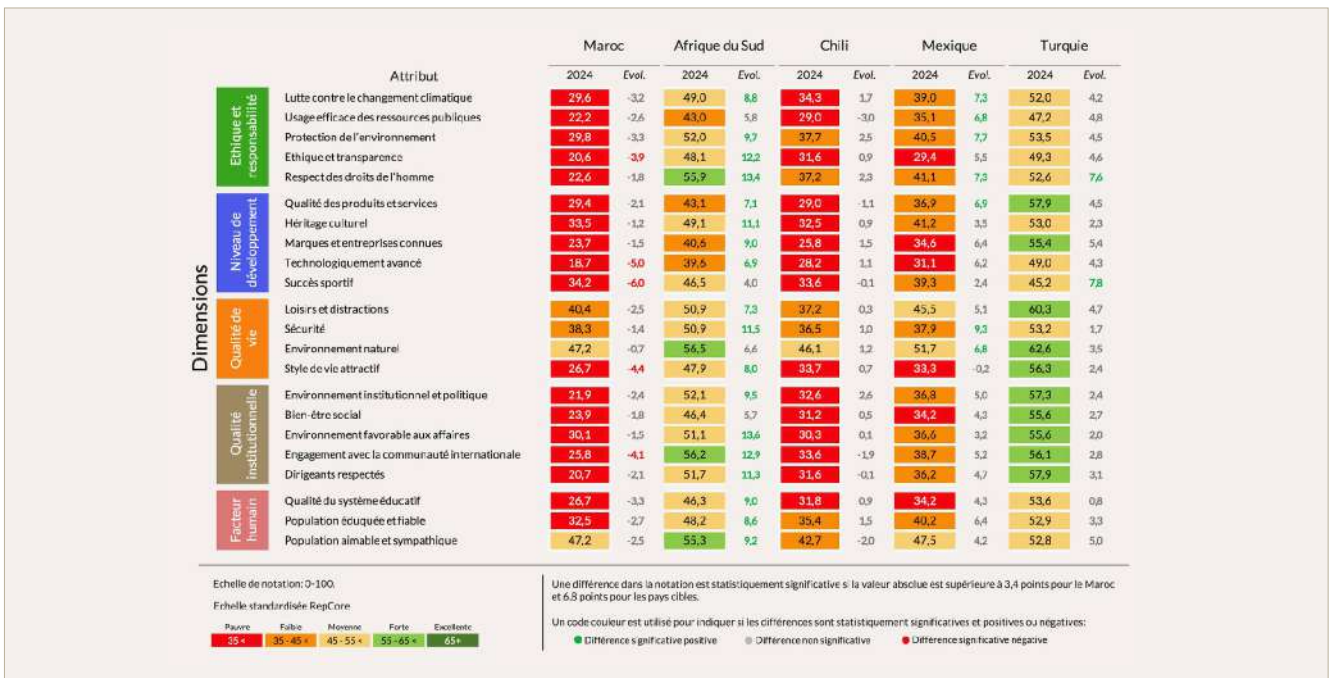 Maroc Afrique du Sud Chili Mexique Turquie
Attribut 2024 Evol. 2024 Evol. 2024 Evol. 2024 Evol. 2024 Evol.
Dimensions
Ethique et responsabilité
Lutte contre le changement climatique 29,6 -3,2 49,0 8,8 34,3 1,7 39,0 7,3 52,0 4,2
Usage efficace des ressources publiques 22,2 -2,6 43,0 5,8 29,0 -3,0 35,1 6,8 47,2 4,8
Protection de l'environnement 29,8 -3,3 52,0 9,7 37,7 2,5 40,5 7,7 53,5 4,5
Ethique et transparence 20,6 -3,9 48,1 12,2 31,6 0,9 29,4 5,5 49,3 4,6
Respect des droits de l'homme 22,6 -1,8 55,9 13,4 37,2 2,3 41,1 7,3 52,6 7,6
Niveau de développement
Qualité des produits et services 29,4 -2,1 43,1 7,1 29,0 -1,1 36,9 6,9 57,9 4,5
Héritage culturel 33,5 -1,2 49,1 11,1 32,5 0,9 41,2 3,5 53,0 2,3
Marques et entreprises connues 23,7 -1,5 40,6 9,0 25,8 1,5 34,6 6,4 55,4 5,4
Technologiquement avancé 18,7 -5,0 39,6 6,9 28,2 1,1 31,1 6,2 49,0 4,3
Succès sportif 34,2 -6,0 46,5 4,0 33,6 -0,1 39,3 2,4 45,2 7,8
Qualité de vie
Loisirs et distractions 40,4 -2,5 50,9 7,3 37,2 0,3 45,5 5,1 60,3 4,7
Sécurité 38,3 -1,4 50,9 11,5 36,5 1,0 37,9 9,3 53,2 1,7
Environnement naturel 47,2 -0,7 56,5 6,6 46,1 1,2 51,7 6,8 62,6 3,5
Style de vie attractif 26,7 -4,4 47,9 8,0 33,7 0,7 33,3 -0,2 56,3 2,4
Qualité institutionnelle
Environnement institutionnel et politique 21,9 -2,4 52,1 9,5 32,6 2,6 36,8 5,0 57,3 2,4
Bien-être social 23,9 -1,8 46,4 5,7 31,2 0,5 34,2 4,3 55,6 2,7
Environnement favorable aux affaires 30,1 -1,5 51,1 13,6 30,3 0,1 36,6 3,2 55,6 2,0
Engagement avec la communauté internationale 25,8 -4,1 56,2 12,9 33,6 -1,9 38,7 5,2 56,1 2,8
Dirigeants respectés 20,7 -2,1 51,7 11,3 31,6 -0,1 36,2 4,7 57,9 3,1
Facteur humain
Qualité du système éducatif 26,7 -3,3 46,3 9,0 31,8 0,9 34,2 4,3 53,6 0,8
Population éduquée et fiable 32,5 -2,7 48,2 8,6 35,4 1,5 40,2 6,4 52,9 3,3
Population aimable et sympathique 47,2 -2,5 55,3 9,2 42,7 -2,0 47,5 4,2 52,8 5,0
Echelle de notation: 0-100.
Echelle standardisée RepCore
Pauvre Faible Moyenne Forte Excellente
35 < 35 - 45 < 45 - 55 < 55 - 65 < 65+
Une différence dans la notation est statistiquement significative si la valeur absolue est supérieure à 3,4 points pour le Maroc
et 6,8 points pour les pays cibles.
Un code couleur est utilisé pour indiquer si les différences sont statistiquement significatives et positives ou négatives:
Différence significative positive Différence non significative Différence significative négative